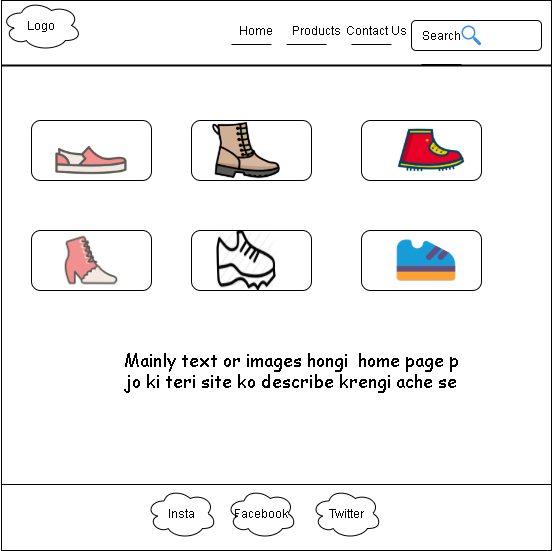 Logo
Home Products Contact Us Search
Mainly text or images hongi home page p
jo ki teri site ko describe krengi ache se
Insta Facebook Twitter